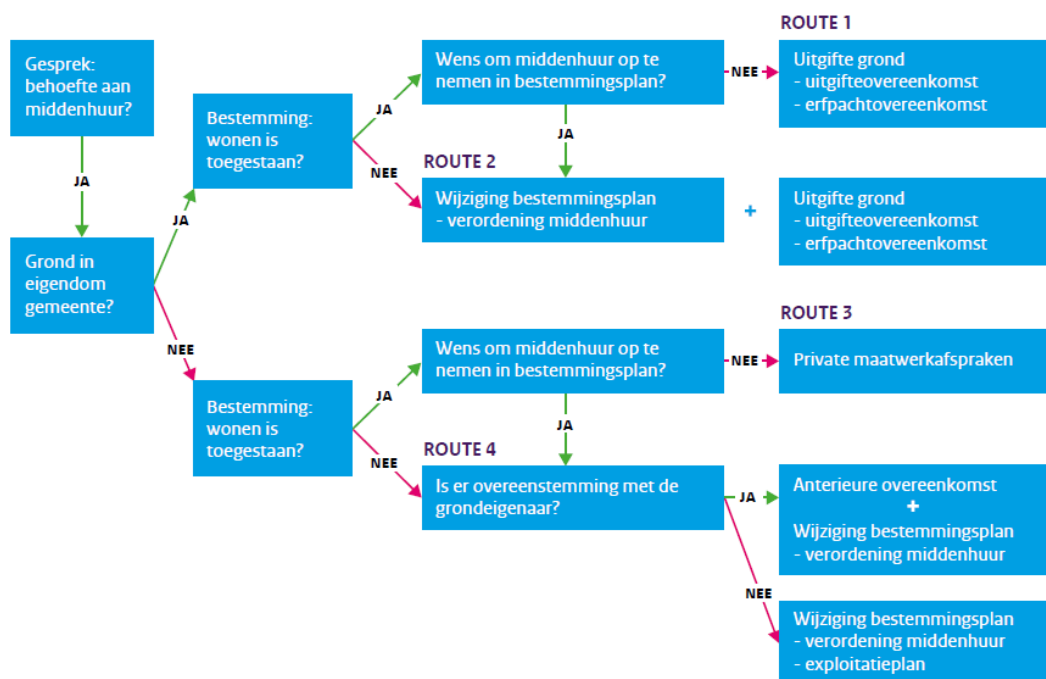 Gesprek:
behoefte aan
middenhuur?
JA
Grond in
eigendom
gemeente?
JA
Bestemming:
wonen is
toegestaan?
JA
Wens om middenhuur op te
nemen in bestemmingsplan?
NEE
ROUTE 1
Uitgifte grond
- uitgifteovereenkomst
- erfpachtovereenkomst
JA
NEE
ROUTE 2
Wijziging bestemmingsplan
- verordening middenhuur
+
Uitgifte grond
- uitgifteovereenkomst
- erfpachtovereenkomst
NEE
Bestemming:
wonen is
toegestaan?
JA
Wens om middenhuur op te
nemen in bestemmingsplan?
NEE
ROUTE 3
Private maatwerkafspraken
JA
NEE
ROUTE 4
Is er overeenstemming met de
grondeigenaar?
JA
Anterieure overeenkomst
+
Wijziging bestemmingsplan
- verordening middenhuur
NEE
Wijziging bestemmingsplan
- verordening middenhuur
- exploitatieplan